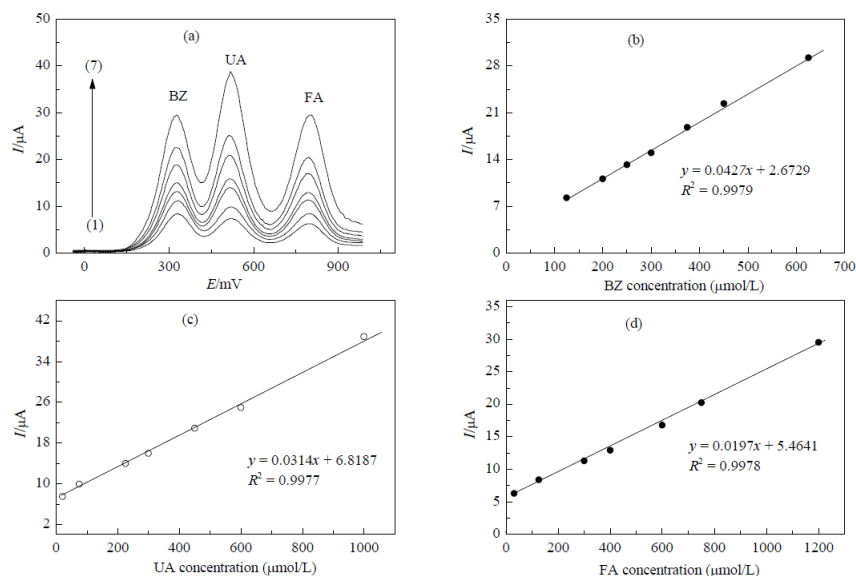 (a)
50
40
30
20
10
0
I/μA
(7)
(1)
BZ
UA
FA
0
300
600
900
E/mV
(b)
35
28
21
14
7
0
I/μA
y = 0.0427x + 2.6729
R² = 0.9979
0 100 200 300 400 500 600 700
BZ concentration (μmol/L)
(c)
42
34
26
18
10
2
I/μA
y = 0.0314x + 6.8187
R² = 0.9977
0 200 400 600 800 1000
UA concentration (μmol/L)
(d)
35
30
25
20
15
10
5
0
I/μA
y = 0.0197x + 5.4641
R² = 0.9978
0 200 400 600 800 1000 1200
FA concentration (μmol/L)